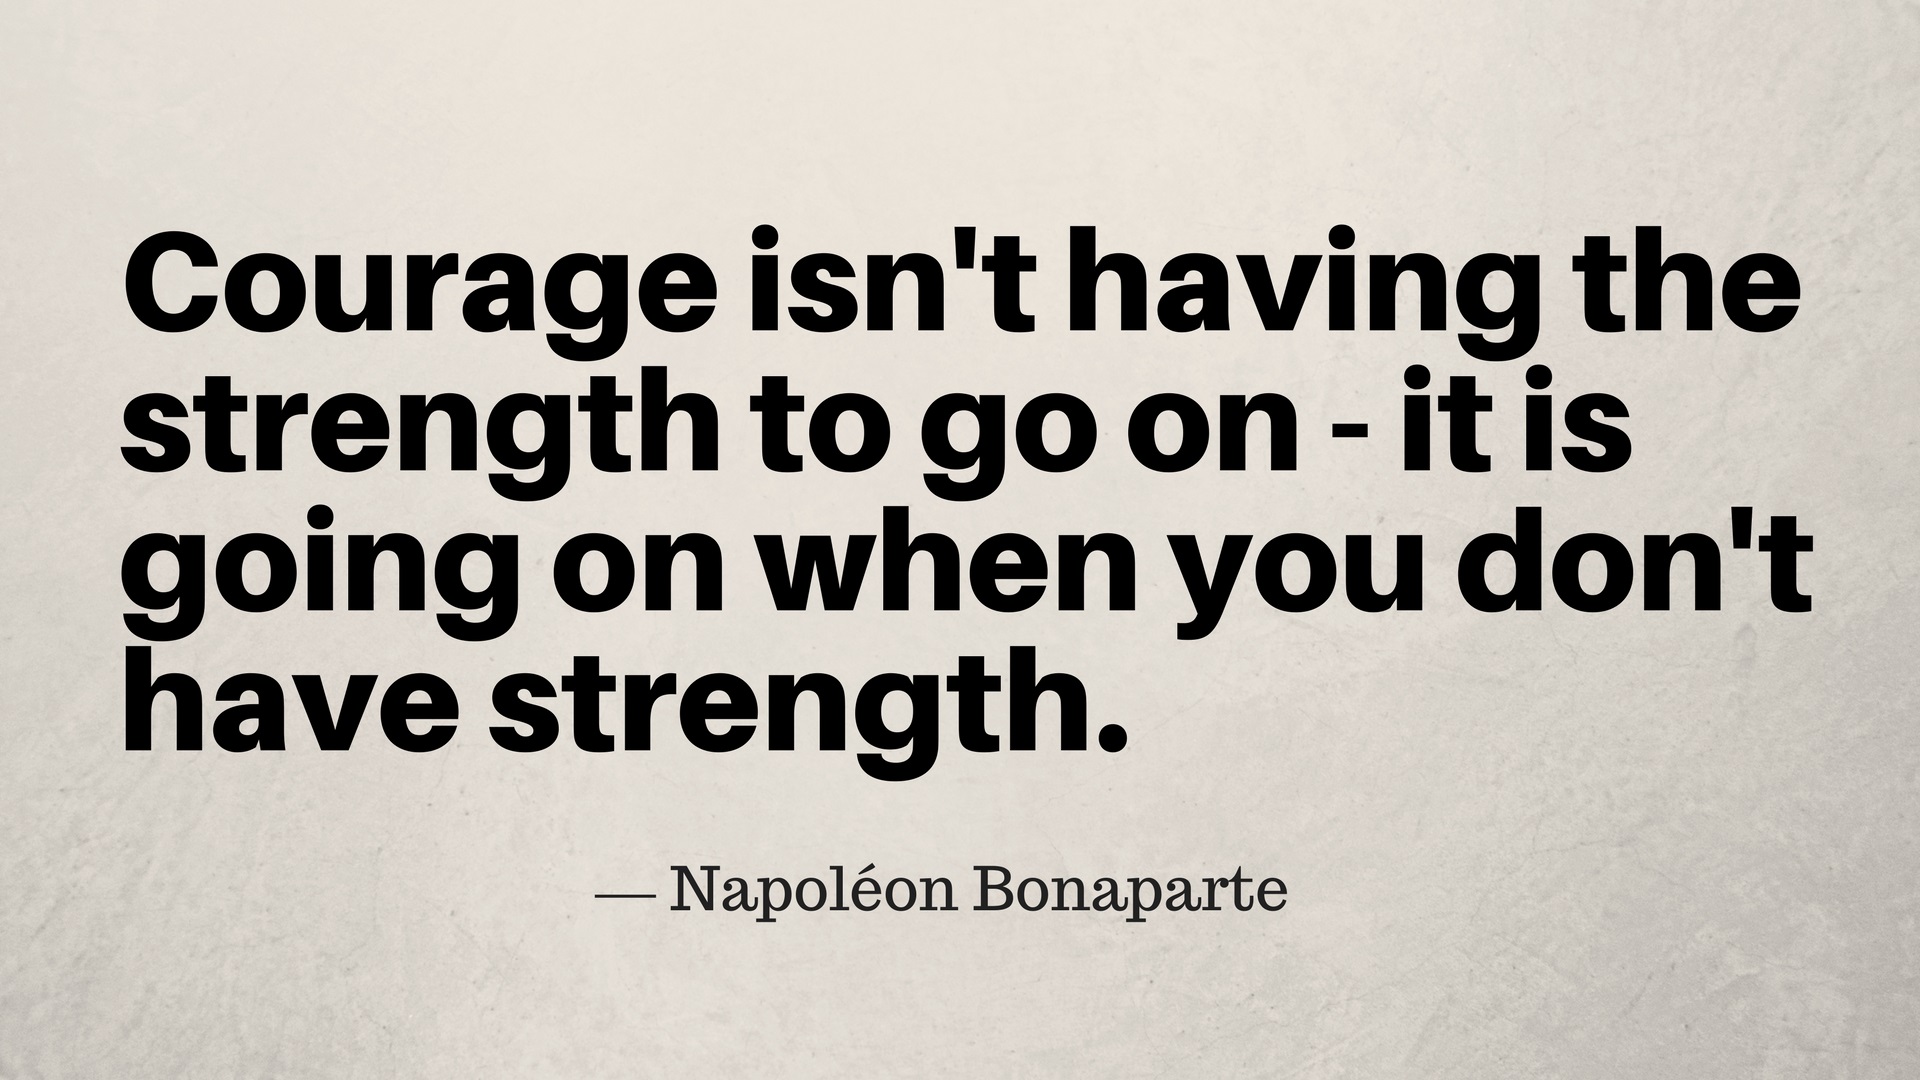 Courage isn't having the
strength to go on - it is
going on when you don't
have strength.
— Napoléon Bonaparte